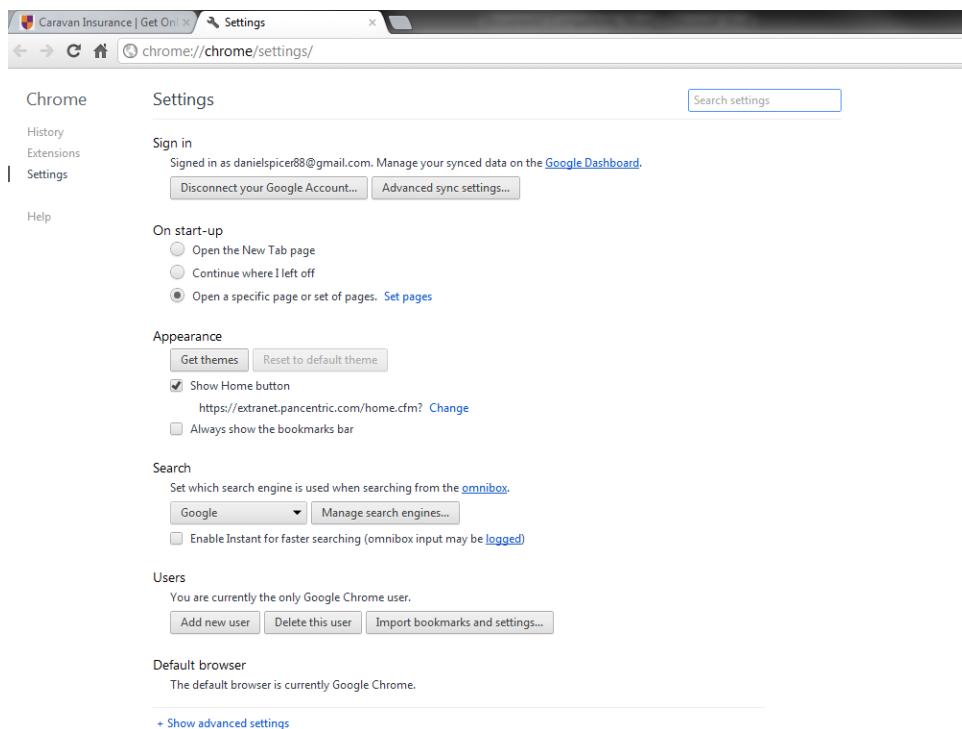 Caravan Insurance | Get Onl
Settings
chrome://chrome/settings/
Chrome
History
Extensions
Settings
Help
Settings
Search settings
Sign in
Signed in as danielspicer88@gmail.com. Manage your synced data on the Google Dashboard.
Disconnect your Google Account... Advanced sync settings...
On start-up
Open the New Tab page
Continue where I left off
Open a specific page or set of pages. Set pages
Appearance
Get themes Reset to default theme
Show Home button
https://extranet.pancentric.com/home.cfm? Change
Always show the bookmarks bar
Search
Set which search engine is used when searching from the omnibox.
Google Manage search engines...
Enable Instant for faster searching (omnibox input may be logged)
Users
You are currently the only Google Chrome user.
Add new user Delete this user Import bookmarks and settings...
Default browser
The default browser is currently Google Chrome.
+ Show advanced settings